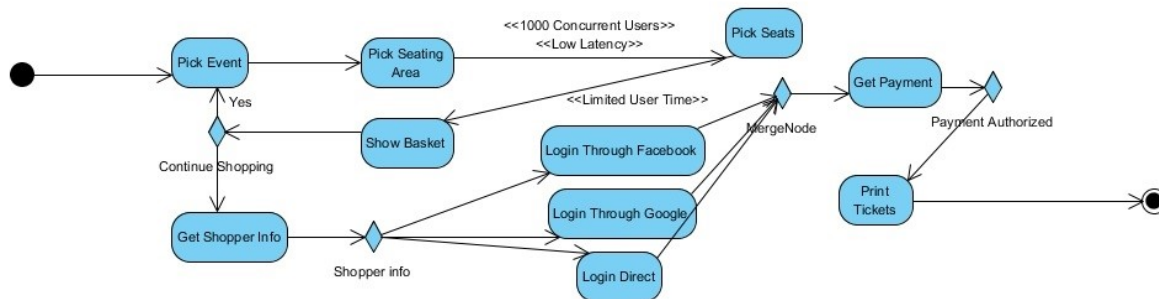 <<1000 Concurrent Users>>
<<Low Latency>>
Pick Event
Pick Seating
Area
Pick Seats
Get Payment
Yes
<<Limited User Time>>
MergeNode
Payment Authorized
Show Basket
Login Through Facebook
Continue Shopping
Print
Tickets
Login Through Google
Get Shopper Info
Shopper info
Login Direct